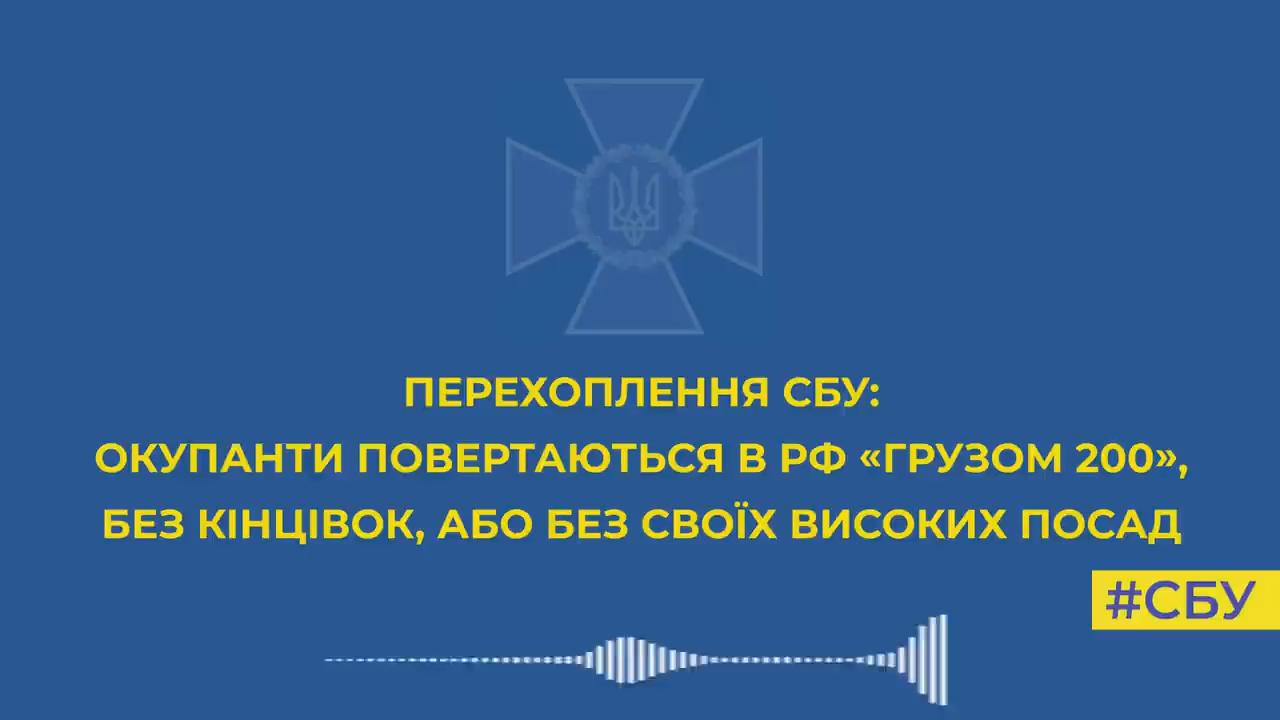 ПЕРЕХОПЛЕННЯ СБУ:
ОКУПАНТИ ПОВЕРТАЮТЬСЯ В РФ «ГРУЗОМ 200»,
БЕЗ КІНЦІВОК, АБО БЕЗ СВОЇХ ВИСОКИХ ПОСАД
#СБУ